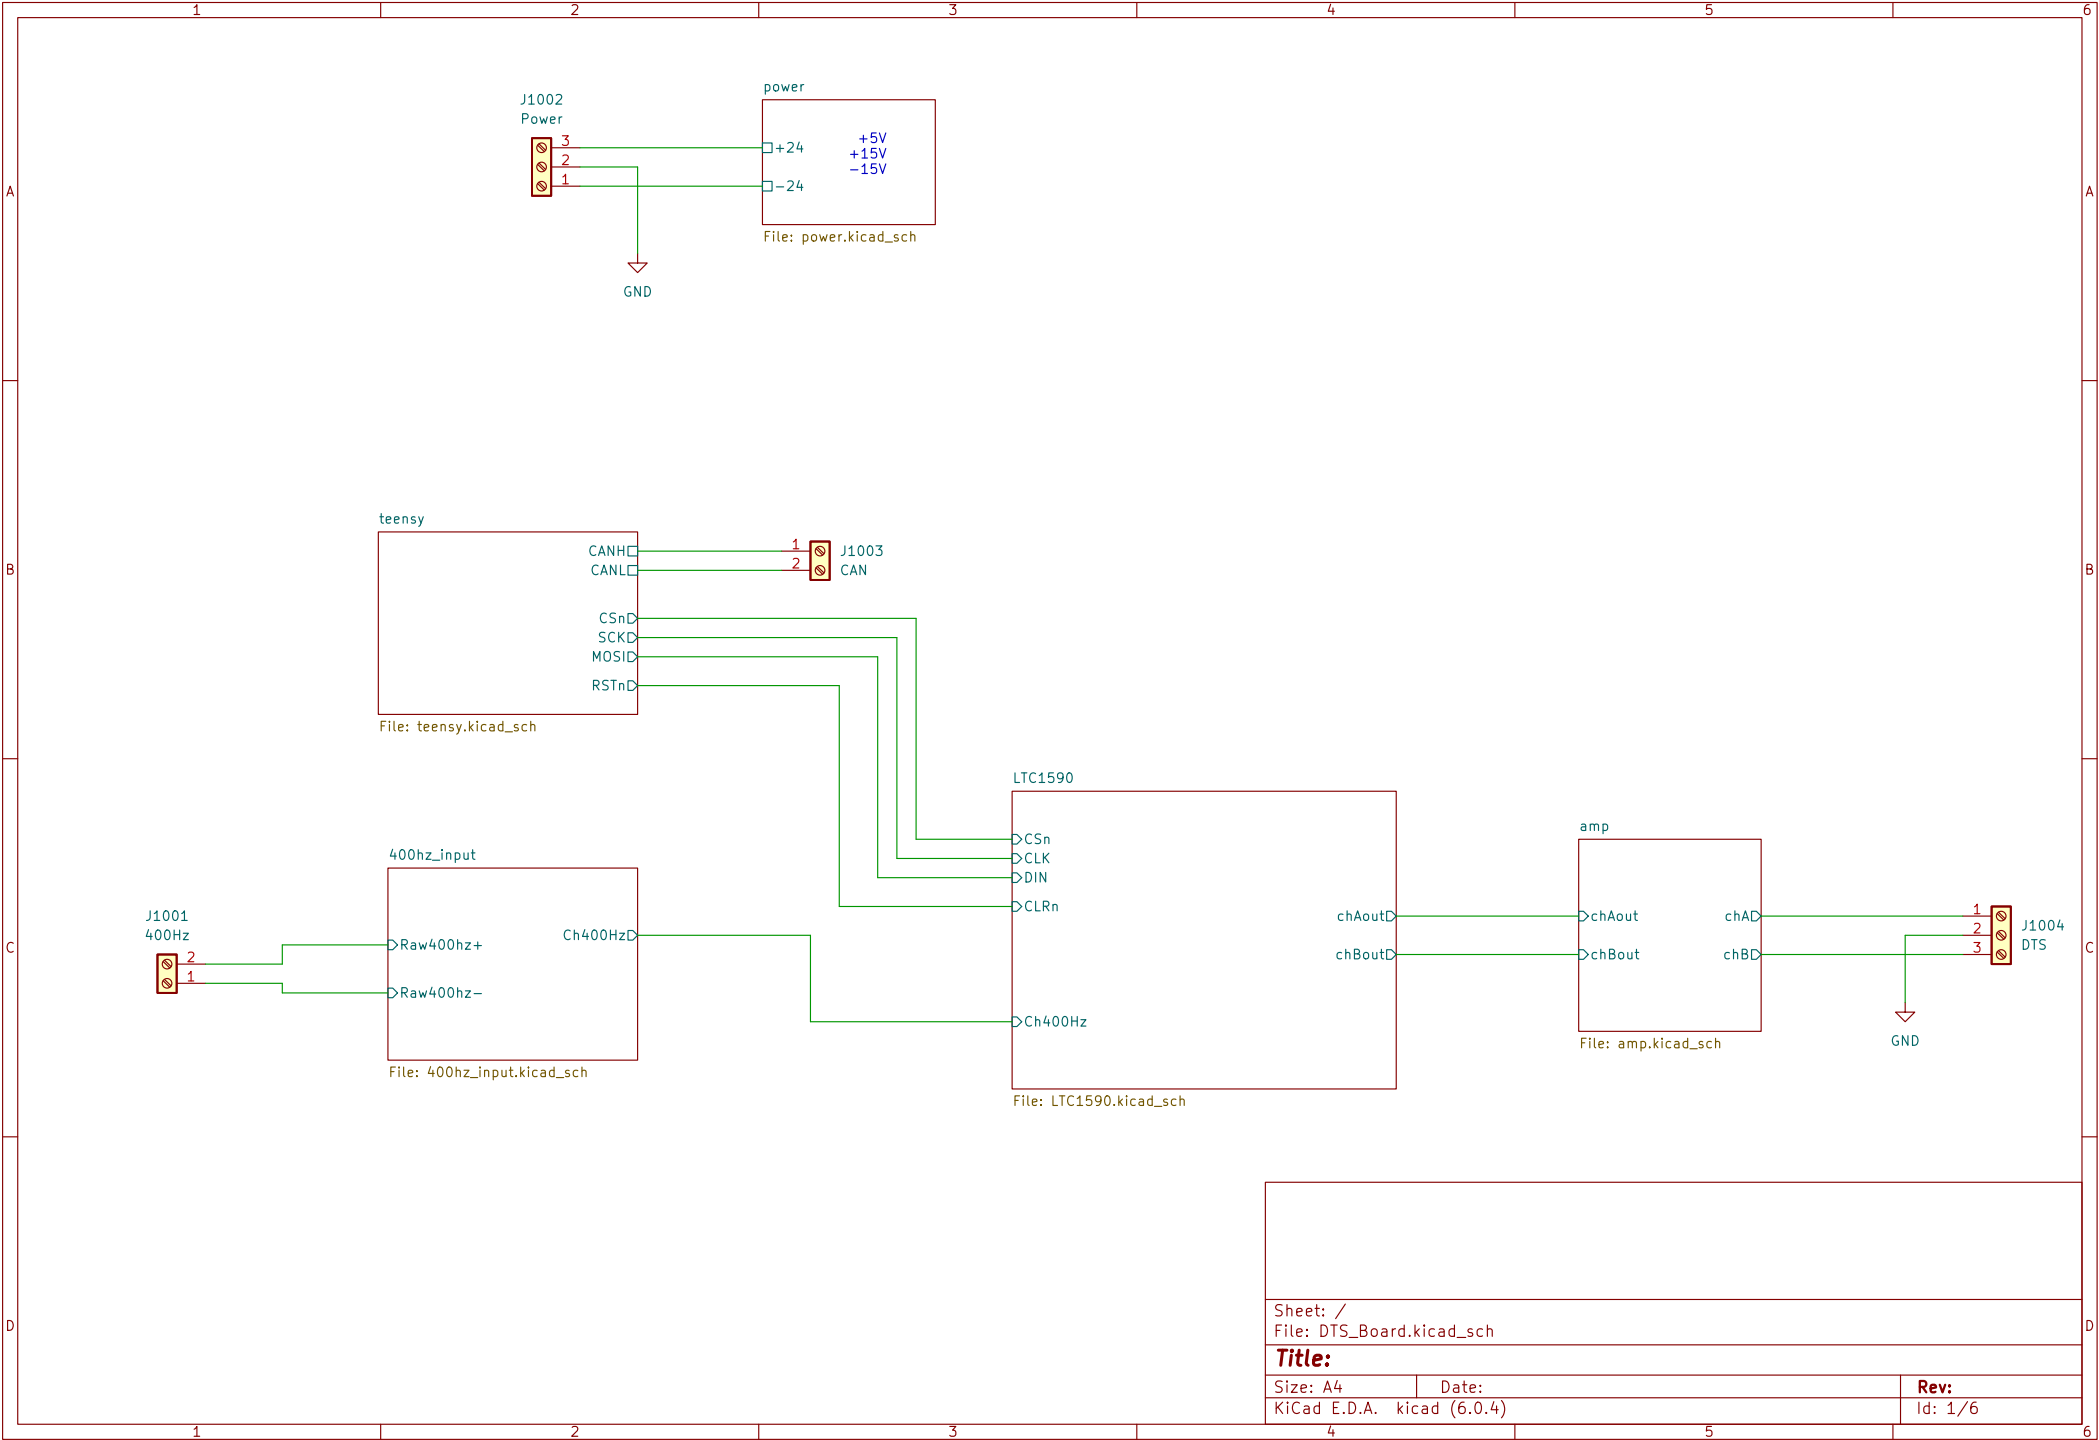 1 2 3 4 5 6
power
J1002
Power
+5V
3
+24
+15V
2
-15V
1
-24
A
A
File: power.kicad_sch
GND
teensy
CANH
1
J1003
CANL
2
CAN
B
B
CSn
SCK
MOSI
RSTn
File: teensy.kicad_sch
LTC1590
amp
CSn
400hz_input
CLK
DIN
CLRn
J1001
400Hz
chAout
chAout
chA
1
J1004
Ch400Hz
2
DTS
Raw400hz+
C
C
chBout
chBout
chB
3
2
1
Raw400hz-
Ch400Hz
GND
File: amp.kicad_sch
File: 400hz_input.kicad_sch
File: LTC1590.kicad_sch
Sheet: /
D
D
File: DTS_Board.kicad_sch
Title:
Size: A4
Date:
Rev:
KiCad E.D.A. kicad (6.0.4)
Id: 1/6
1 2 3 4 5 6